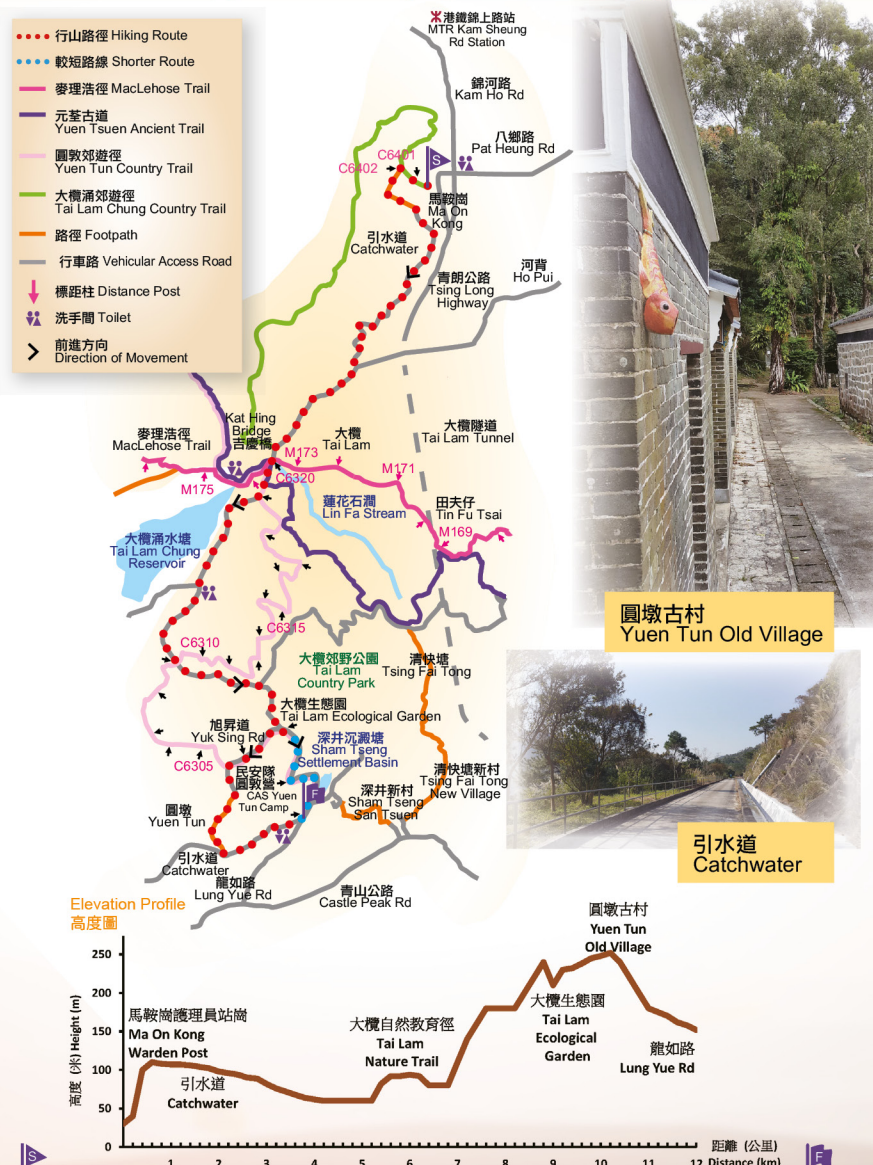 行山路徑 Hiking Route
較短路線 Shorter Route
麥理浩徑 MacLehose Trail
元荃古道
Yuen Tsuen Ancient Trail
圓敦郊遊徑
Yuen Tun Country Trail
大欖涌郊遊徑
Tai Lam Chung Country Trail
路徑 Footpath
行車路 Vehicular Access Road
標距柱 Distance Post
洗手間 Toilet
前進方向
Direction of Movement
港鐵錦上路站
MTR Kam Sheung
Rd Station
錦河路
Kam Ho Rd
八鄉路
Pat Heung Rd
C6401
C6402
S
馬鞍崗
Ma On
Kong
引水道
Catchwater
青朗公路
Tsing Long
Highway
河背
Ho Pui
Kat Hing
Bridge
吉慶橋
麥理浩徑
MacLehose Trail
M173
大欖
Tai Lam
大欖隧道
Tai Lam Tunnel
M171
C6320
M175
蓮花石澗
Lin Fa Stream
田夫仔
Tin Fu Tsai
M169
大欖涌水塘
Tai Lam Chung
Reservoir
C6315
C6310
大欖郊野公園
Tai Lam
Country Park
清快塘
Tsing Fai Tong
大欖生態園
Tai Lam Ecological Garden
旭昇道
Yuk Sing Rd
深井沉澱塘
Sham Tseng
Settlement Basin
C6305
民安隊
圓敦營
CAS Yuen
Tun Camp
F
清快塘新村
Tsing Fai Tong
New Village
深井新村
Sham Tseng
San Tsuen
圓墩
Yuen Tun
引水道
Catchwater
龍如路
Lung Yue Rd
青山公路
Castle Peak Rd
圓墩古村
Yuen Tun Old Village
引水道
Catchwater
Elevation Profile
高度圖
高度 (米) Height (m)
250
200
150
100
50
0
馬鞍崗護理員站崗
Ma On Kong
Warden Post
引水道
Catchwater
大欖自然教育徑
Tai Lam
Nature Trail
大欖生態園
Tai Lam
Ecological
Garden
圓墩古村
Yuen Tun
Old Village
龍如路
Lung Yue Rd
S
1 2 3 4 5 6 7 8 9 10 11 12
距離 (公里)
Distance (km)
F